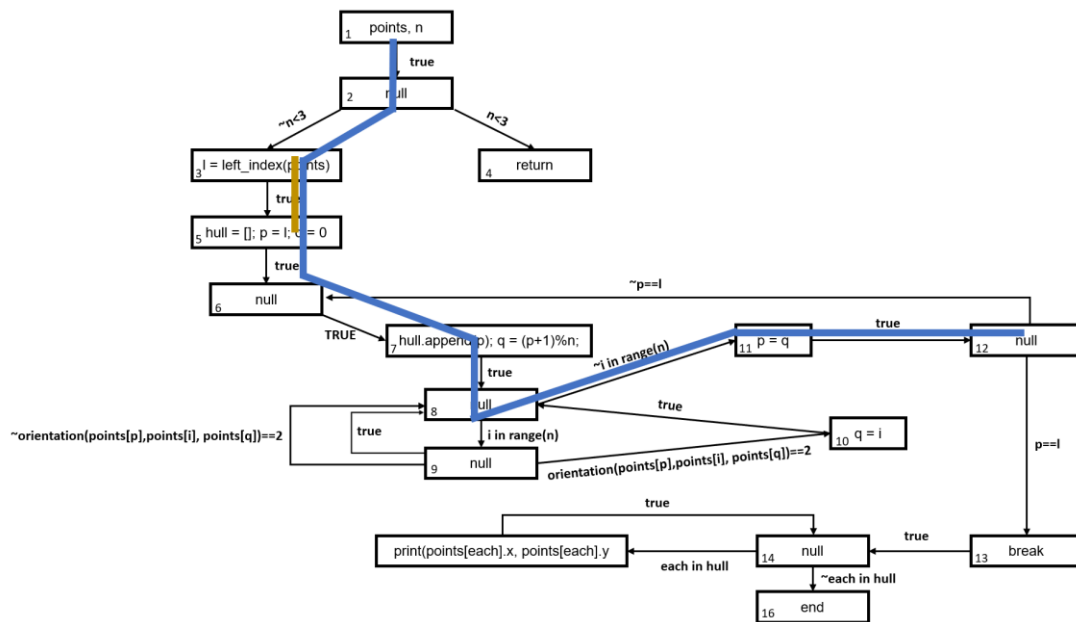 points, n
1
true
null
2
~n<3
n<3
l = left_index(points)
3
return
4
true
hull = []; p = l; q = 0
5
true
~p==l
null
6
TRUE
hull.append(p); q = (p+1)%n;
7
~i in range(n)
p = q
11
true
null
12
true
null
8
true
~orientation(points[p],points[i], points[q])==2
true
i in range(n)
q = i
10
null
9
orientation(points[p],points[i], points[q])==2
p==l
true
print(points[each].x, points[each].y
each in hull
null
14
true
break
13
~each in hull
end
16